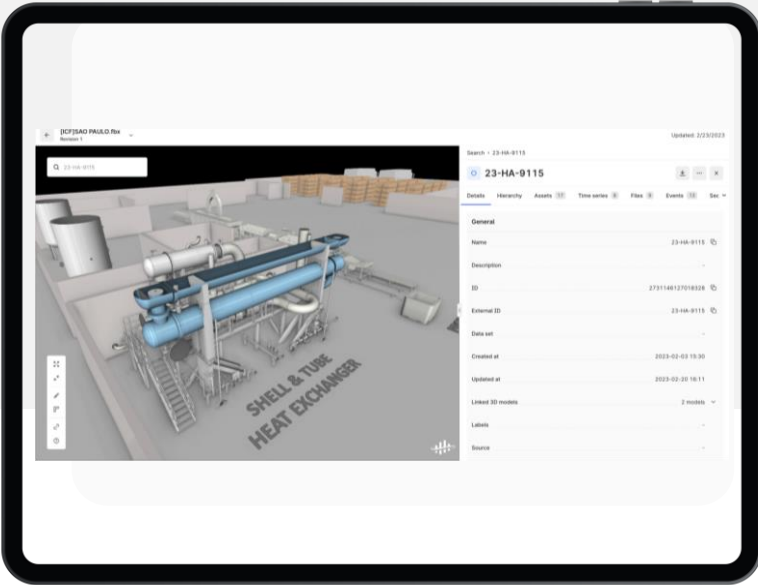 [ICF]SAO PAULO.fbx
Revision 1
Updated: 2/23/2023
23-HA-9115
SHELL & TUBE
HEAT EXCHANGER
Search › 23-HA-9115
23-HA-9115
Details Hierarchy Assets Time series Files Events
General
Name 23-HA-9115
Description -
ID 2731148127018328
External ID 23-HA-9115
Data set -
Created at 2023-02-03 15:30
Updated at 2023-02-20 16:11
Linked 3D models 2 models
Labels -
Source -